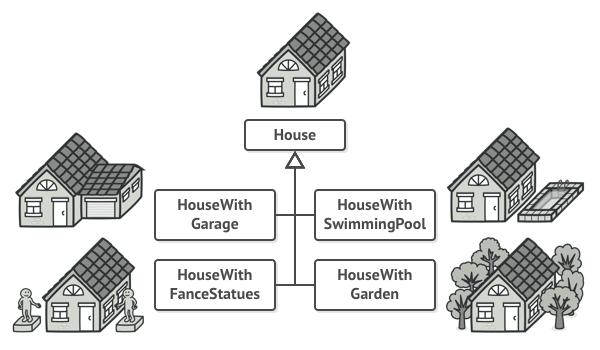 House
HouseWith
Garage
HouseWith
SwimmingPool
HouseWith
FanceStatues
HouseWith
Garden